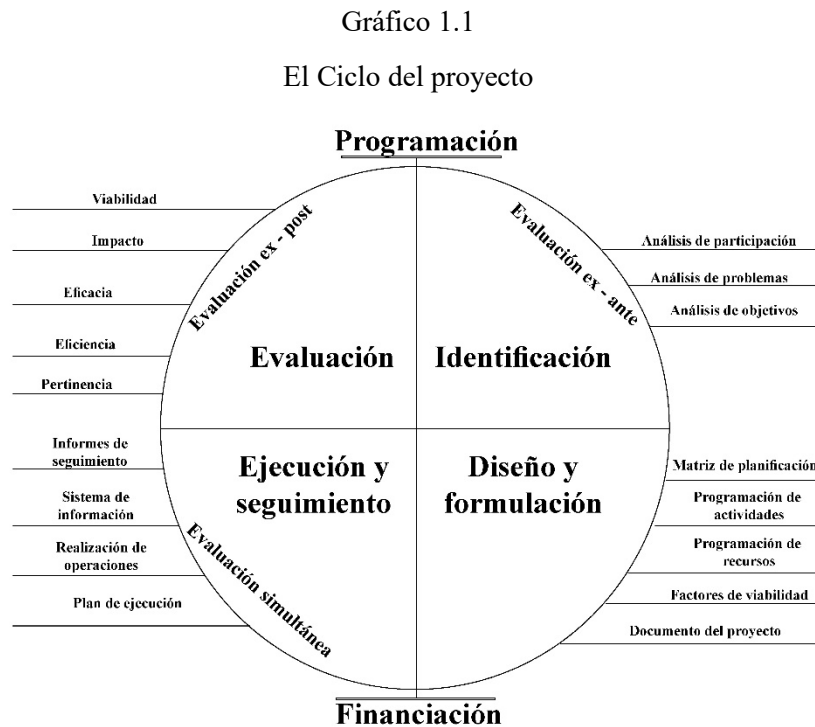 Gráfico 1.1
El Ciclo del proyecto
Programación
Viabilidad
Impacto
Eficacia
Eficiencia
Pertinencia
Evaluación ex - post
Evaluación
Evaluación ex - ante
Identificación
Análisis de participación
Análisis de problemas
Análisis de objetivos
Informes de
seguimiento
Sistema de
información
Realización de
operaciones
Plan de ejecución
Evaluación simultánea
Ejecución y
seguimiento
Diseño y
formulación
Matriz de planificación
Programación de
actividades
Programación de
recursos
Factores de viabilidad
Documento del proyecto
Financiación